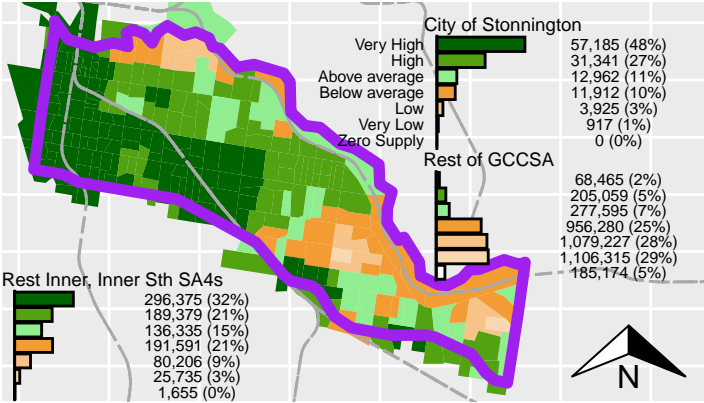 City of Stonnington
Very High 57,185 (48%)
High 31,341 (27%)
Above average 12,962 (11%)
Below average 11,912 (10%)
Low 3,925 (3%)
Very Low 917 (1%)
Zero Supply 0 (0%)
Rest of GCCSA
68,465 (2%)
205,059 (5%)
277,595 (7%)
956,280 (25%)
1,079,227 (28%)
1,106,315 (29%)
185,174 (5%)
Rest Inner, Inner Sth SA4s
296,375 (32%)
189,379 (21%)
136,335 (15%)
191,591 (21%)
80,206 (9%)
25,735 (3%)
1,655 (0%)
N